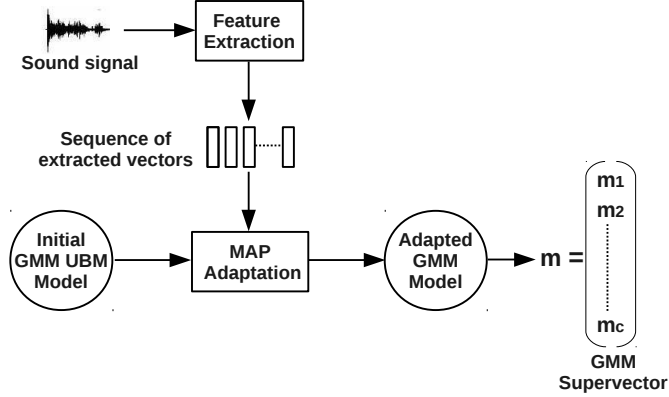 Feature
Extraction
Sound signal
Sequence of
extracted vectors
Initial
GMM UBM
Model
MAP
Adaptation
Adapted
GMM
Model
m =
m1
m2
mc
GMM
Supervector